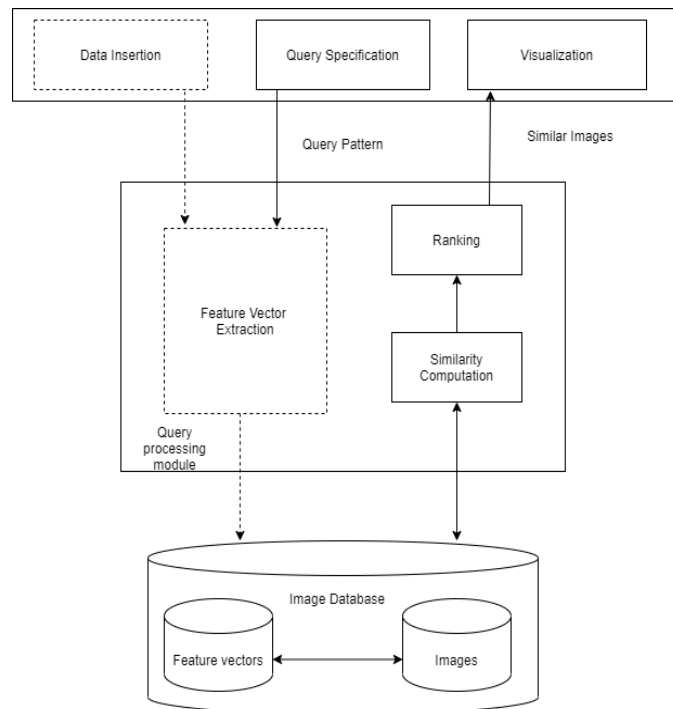 Data Insertion
Query Specification
Visualization
Query Pattern
Similar Images
Ranking
Feature Vector
Extraction
Similarity
Computation
Query
processing
module
Image Database
Feature vectors
Images